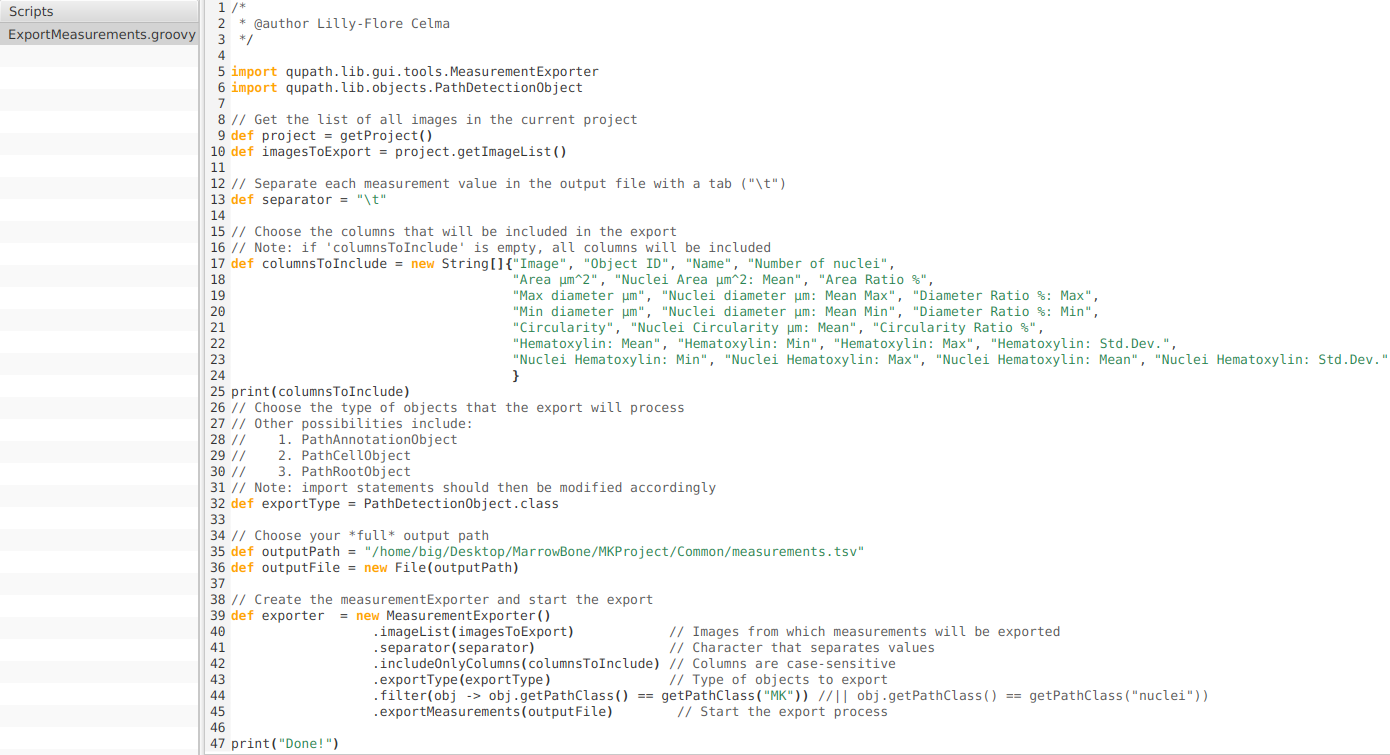 Scripts
ExportMeasurements.groovy
1 /*
2  * @author Lilly-Flore Celma
3  */
4
5 import qupath.lib.gui.tools.MeasurementExporter
6 import qupath.lib.objects.PathDetectionObject
7
8 // Get the list of all images in the current project
9 def project = getProject()
10 def imagesToExport = project.getImageList()
11
12 // Separate each measurement value in the output file with a tab ("\t")
13 def separator = "\t"
14
15 // Choose the columns that will be included in the export
16 // Note: if 'columnsToInclude' is empty, all columns will be included
17 def columnsToInclude = new String[]{"Image", "Object ID", "Name", "Number of nuclei",
18                                     "Area µm^2", "Nuclei Area µm^2: Mean", "Area Ratio %",
19                                     "Max diameter µm", "Nuclei diameter µm: Mean Max", "Diameter Ratio %: Max",
20                                     "Min diameter µm", "Nuclei diameter µm: Mean Min", "Diameter Ratio %: Min",
21                                     "Circularity", "Nuclei Circularity µm: Mean", "Circularity Ratio %",
22                                     "Hematoxylin: Mean", "Hematoxylin: Min", "Hematoxylin: Max", "Hematoxylin: Std.Dev.",
23                                     "Nuclei Hematoxylin: Min", "Nuclei Hematoxylin: Max", "Nuclei Hematoxylin: Mean", "Nuclei Hematoxylin: Std.Dev."
24                                     }
25 print(columnsToInclude)
26 // Choose the type of objects that the export will process
27 // Other possibilities include:
28 //    1. PathAnnotationObject
29 //    2. PathCellObject
30 //    3. PathRootObject
31 // Note: import statements should then be modified accordingly
32 def exportType = PathDetectionObject.class
33
34 // Choose your *full* output path
35 def outputPath = "/home/big/Desktop/MarrowBone/MKProject/Common/measurements.tsv"
36 def outputFile = new File(outputPath)
37
38 // Create the measurementExporter and start the export
39 def exporter  = new MeasurementExporter()
40                   .imageList(imagesToExport)            // Images from which measurements will be exported
41                   .separator(separator)                 // Character that separates values
42                   .includeOnlyColumns(columnsToInclude) // Columns are case-sensitive
43                   .exportType(exportType)               // Type of objects to export
44                   .filter(obj -> obj.getPathClass() == getPathClass("MK")) //|| obj.getPathClass() == getPathClass("nuclei"))
45                   .exportMeasurements(outputFile)        // Start the export process
46
47 print("Done!")